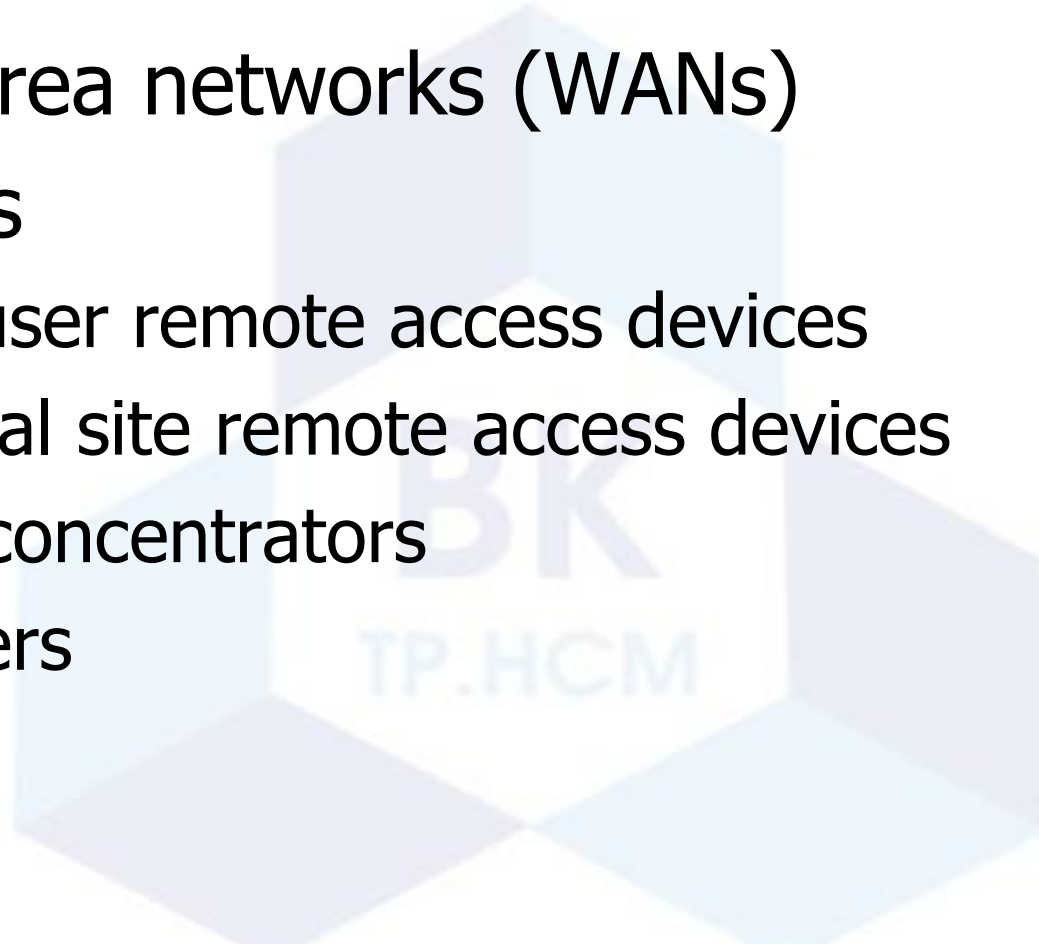 rea networks (WANs)
s
user remote access devices
al site remote access devices
concentrators
ers
BK
TP.HCM